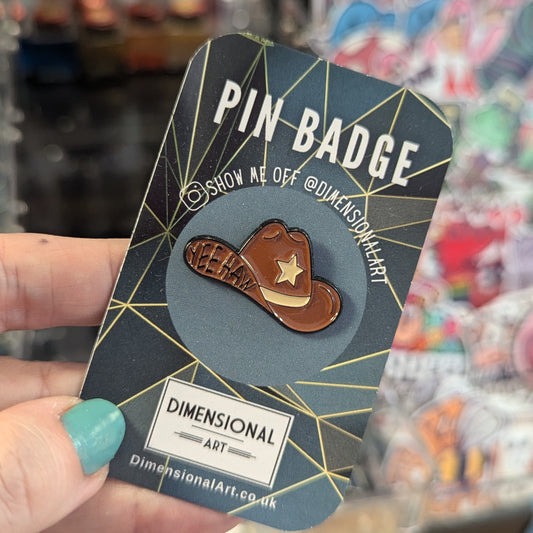 PIN BADGE
SHOW ME OFF @DIMENSIONALART
YEE HAW
DIMENSIONAL
ART
DimensionalArt.co.uk